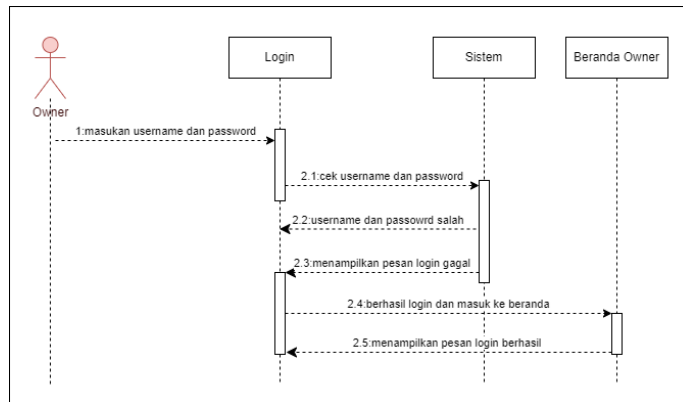 Login
Sistem
Beranda Owner
Owner
1:masukan username dan password
2.1:cek username dan password
2.2:username dan passowrd salah
2.3:menampilkan pesan login gagal
2.4:berhasil login dan masuk ke beranda
2.5:menampilkan pesan login berhasil